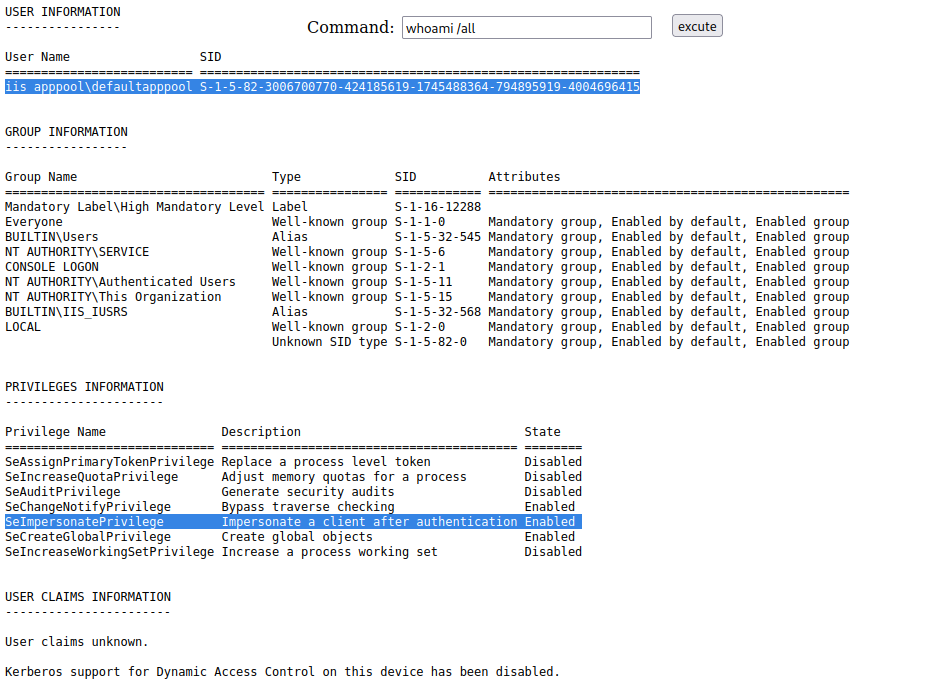 USER INFORMATION
----------------
Command: whoami /all excute
User Name                  SID
========================== =============================================================
iis apppool\defaultapppool S-1-5-82-3006700770-424185619-1745488364-794895919-4004696415
GROUP INFORMATION
-----------------
Group Name                           Type             SID          Attributes
==================================== ================ ============ ==================================================
Mandatory Label\High Mandatory Level Label            S-1-16-12288
Everyone                             Well-known group S-1-1-0      Mandatory group, Enabled by default, Enabled group
BUILTIN\Users                        Alias            S-1-5-32-545 Mandatory group, Enabled by default, Enabled group
NT AUTHORITY\SERVICE                 Well-known group S-1-5-6      Mandatory group, Enabled by default, Enabled group
CONSOLE LOGON                        Well-known group S-1-2-1      Mandatory group, Enabled by default, Enabled group
NT AUTHORITY\Authenticated Users     Well-known group S-1-5-11     Mandatory group, Enabled by default, Enabled group
NT AUTHORITY\This Organization       Well-known group S-1-5-15     Mandatory group, Enabled by default, Enabled group
BUILTIN\IIS_IUSRS                    Alias            S-1-5-32-568 Mandatory group, Enabled by default, Enabled group
LOCAL                                Well-known group S-1-2-0      Mandatory group, Enabled by default, Enabled group
                                     Unknown SID type S-1-5-82-0   Mandatory group, Enabled by default, Enabled group
PRIVILEGES INFORMATION
----------------------
Privilege Name                Description                               State
============================= ========================================= ========
SeAssignPrimaryTokenPrivilege Replace a process level token             Disabled
SeIncreaseQuotaPrivilege      Adjust memory quotas for a process        Disabled
SeAuditPrivilege              Generate security audits                  Disabled
SeChangeNotifyPrivilege       Bypass traverse checking                  Enabled
SeImpersonatePrivilege        Impersonate a client after authentication Enabled
SeCreateGlobalPrivilege       Create global objects                     Enabled
SeIncreaseWorkingSetPrivilege Increase a process working set            Disabled
USER CLAIMS INFORMATION
-----------------------
User claims unknown.
Kerberos support for Dynamic Access Control on this device has been disabled.